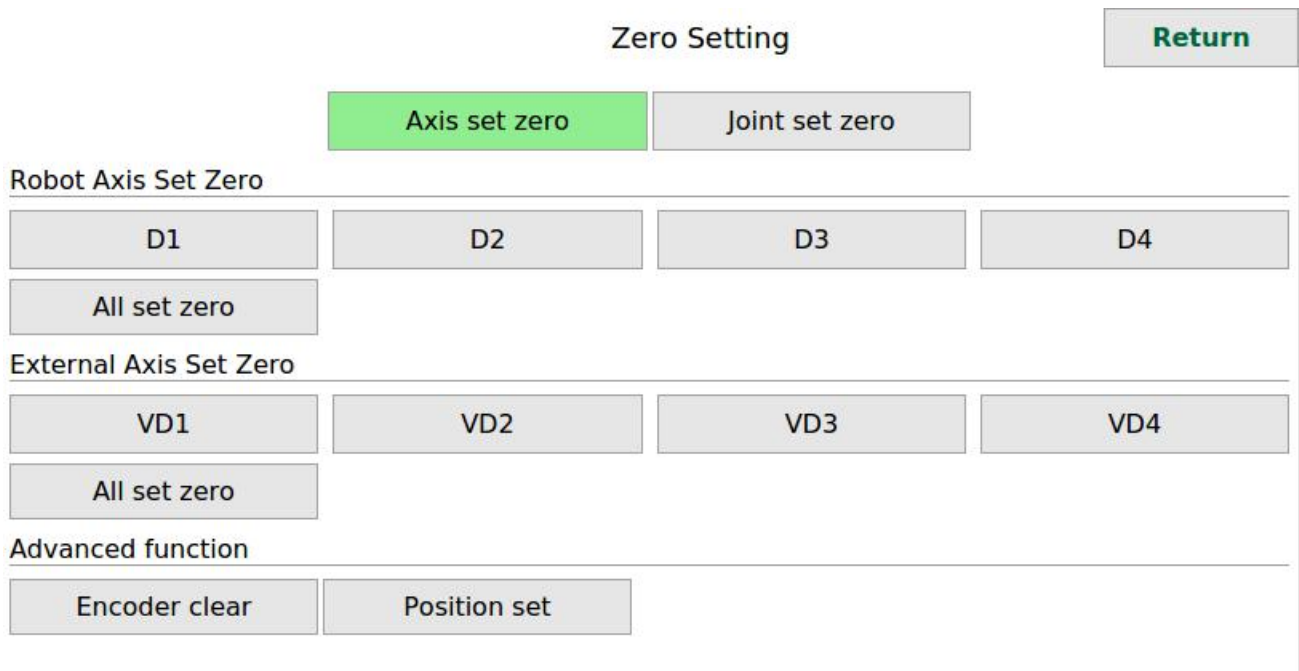 Zero Setting
Return
Axis set zero
Joint set zero
Robot Axis Set Zero
D1
D2
D3
D4
All set zero
External Axis Set Zero
VD1
VD2
VD3
VD4
All set zero
Advanced function
Encoder clear
Position set